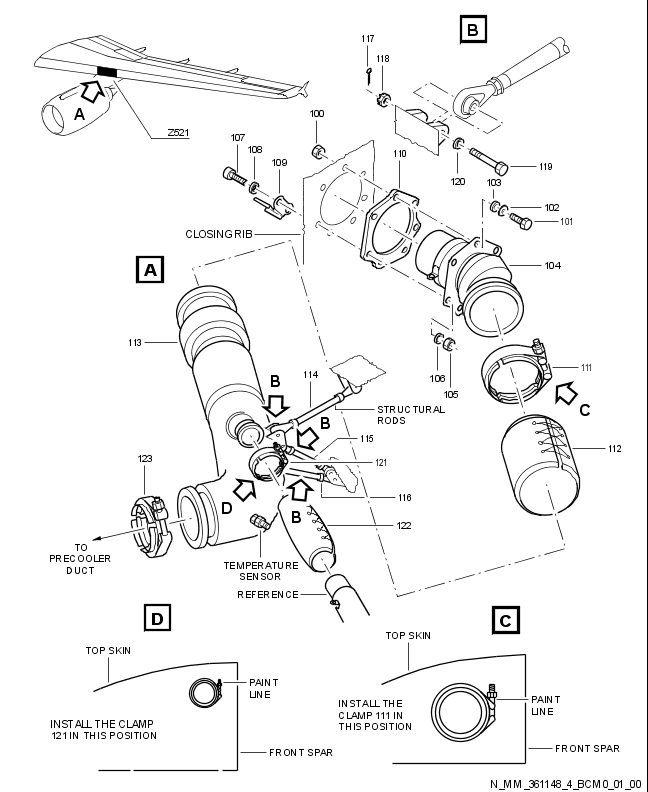 B
117
118
A
Z521
119
120
100
110
107
108
109
103
102
101
CLOSING RIB
104
A
113
106
105
111
C
114
B
STRUCTURAL
RODS
B
115
121
112
123
D
116
B
122
TO
PRECOOLER
DUCT
TEMPERATURE
SENSOR
REFERENCE
D
TOP SKIN
PAINT
LINE
INSTALL THE CLAMP
121 IN THIS POSITION
FRONT SPAR
C
TOP SKIN
INSTALL THE
CLAMP 111 IN
THIS POSITION
PAINT
LINE
FRONT SPAR
N_MM_361148_4_BCM0_01_00